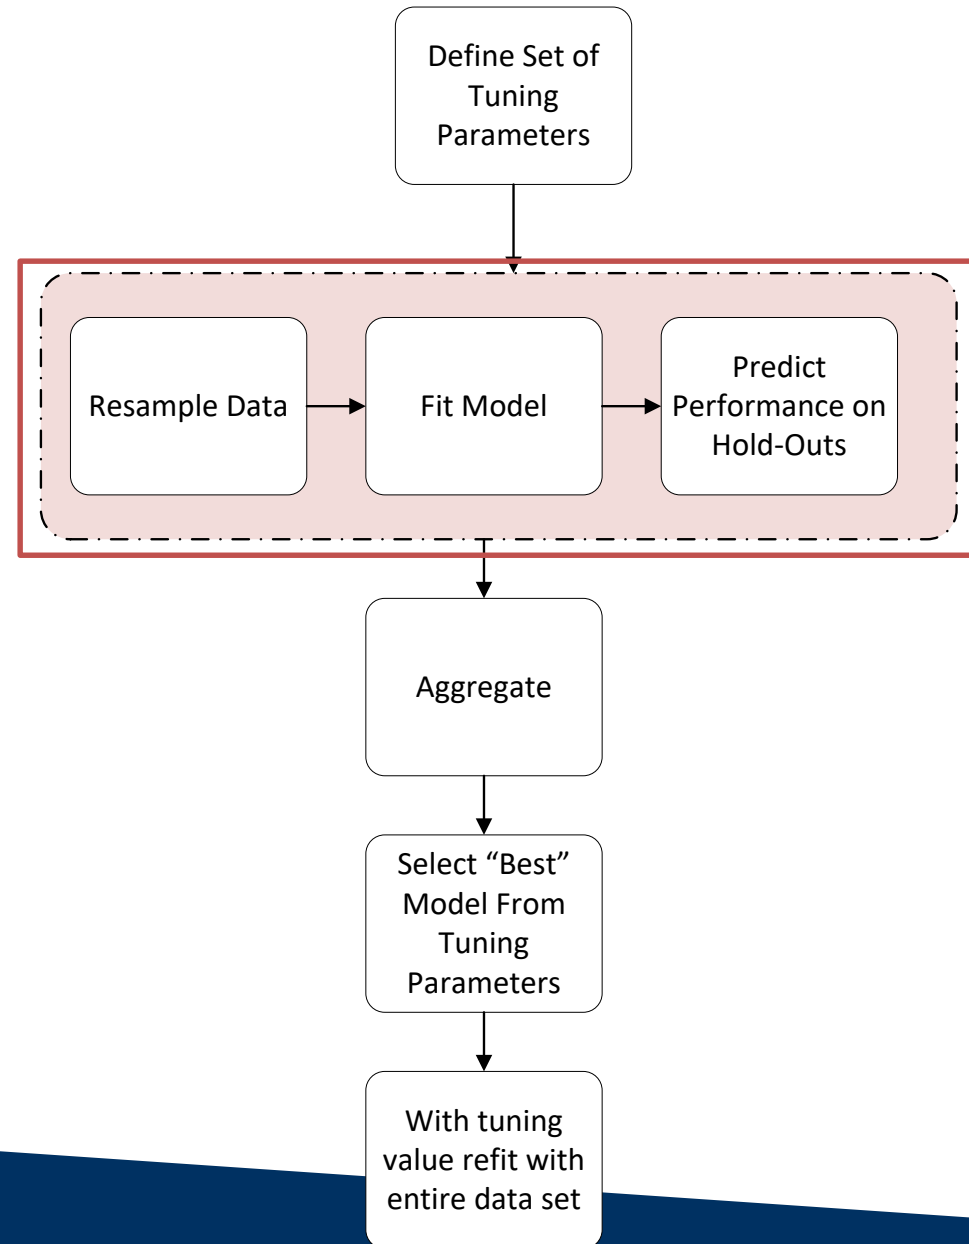 Define Set of
Tuning
Parameters
Resample Data
Fit Model
Predict
Performance on
Hold-Outs
Aggregate
Select “Best”
Model From
Tuning
Parameters
With tuning
value refit with
entire data set